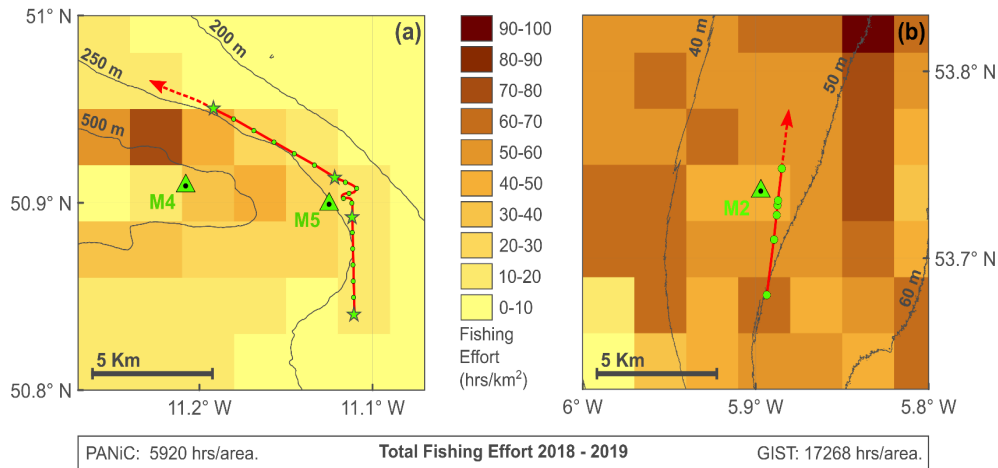 51° N
50.9° N
50.8° N
11.2° W
11.1° W
(a)
200 m
250 m
500 m
M4
M5
5 Km
90-100
80-90
70-80
60-70
50-60
40-50
30-40
20-30
10-20
0-10
Fishing
Effort
(hrs/km²)
(b)
40 m
50 m
60 m
M2
5 Km
53.8° N
53.7° N
6° W
5.9° W
5.8° W
PANiC: 5920 hrs/area. Total Fishing Effort 2018 - 2019 GIST: 17268 hrs/area.